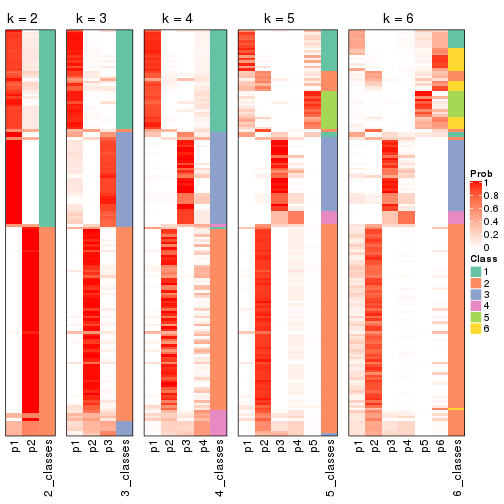 k = 2
k = 3
k = 4
k = 5
k = 6
p1
p2
2_classes
p1
p2
p3
3_classes
p1
p2
p3
p4
4_classes
p1
p2
p3
p4
p5
5_classes
p1
p2
p3
p4
p5
p6
6_classes
Prob
1
0.8
0.6
0.4
0.2
0
Class
1
2
3
4
5
6